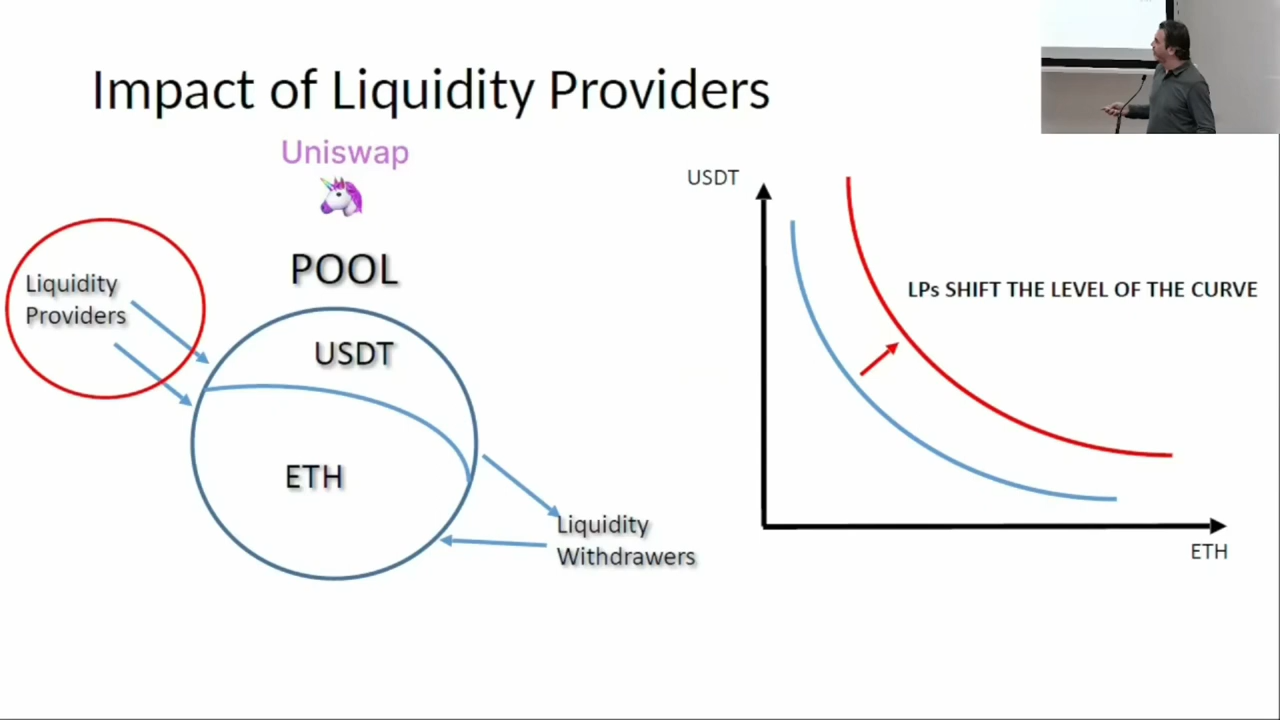 Impact of Liquidity Providers
Uniswap
POOL
Liquidity
Providers
USDT
ETH
Liquidity
Withdrawers
USDT
LPs SHIFT THE LEVEL OF THE CURVE
ETH